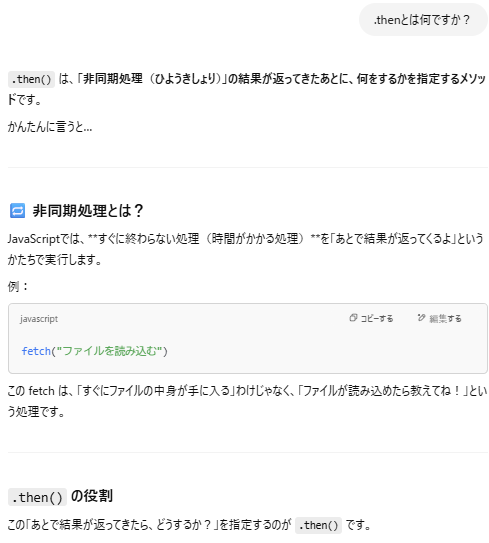 .thenとは何ですか？
.then() は、「非同期処理（ひようきしょり）」の結果が返ってきたあとに、何をするかを指定するメソッ
ドです。
かんたんに言うと…
非同期処理とは？
JavaScriptでは、**すぐに終わらない処理（時間がかかる処理）**を「あとで結果が返ってくるよ」という
かたちで実行します。
例：
javascript
コピーする
編集する
fetch("ファイルを読み込む")
この fetch は、「すぐにファイルの中身が手に入る」わけじゃなく、「ファイルが読み込めたら教えてね！」とい
う処理です。
.then() の役割
この「あとで結果が返ってきたら、どうするか？」を指定するのが .then() です。